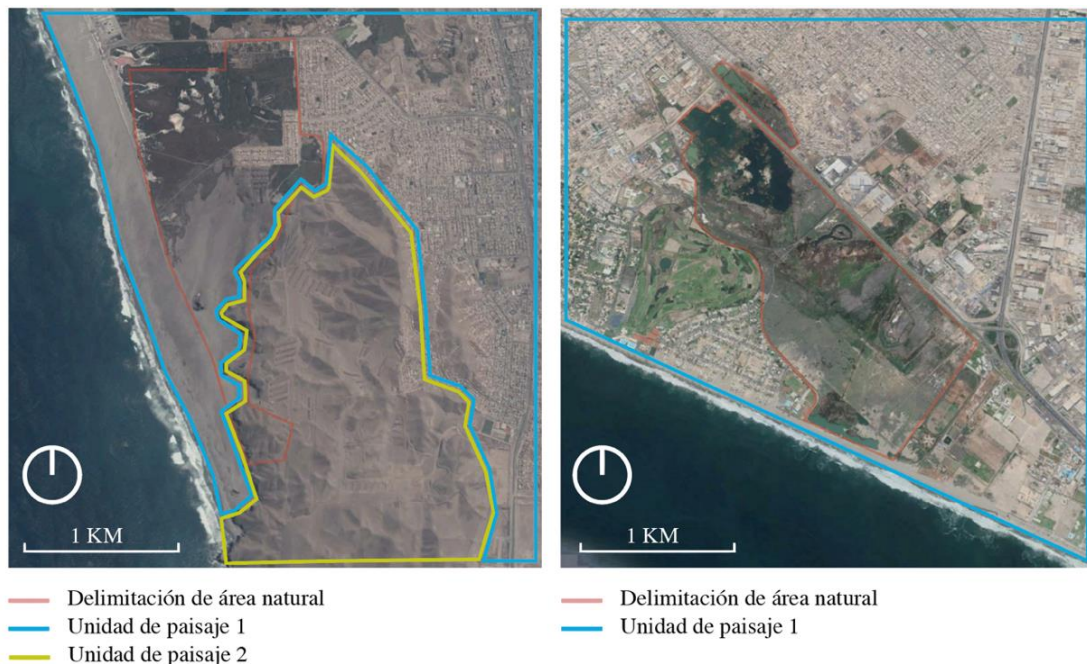 1 KM
Delimitación de área natural
Unidad de paisaje 1
Unidad de paisaje 2
1 KM
Delimitación de área natural
Unidad de paisaje 1